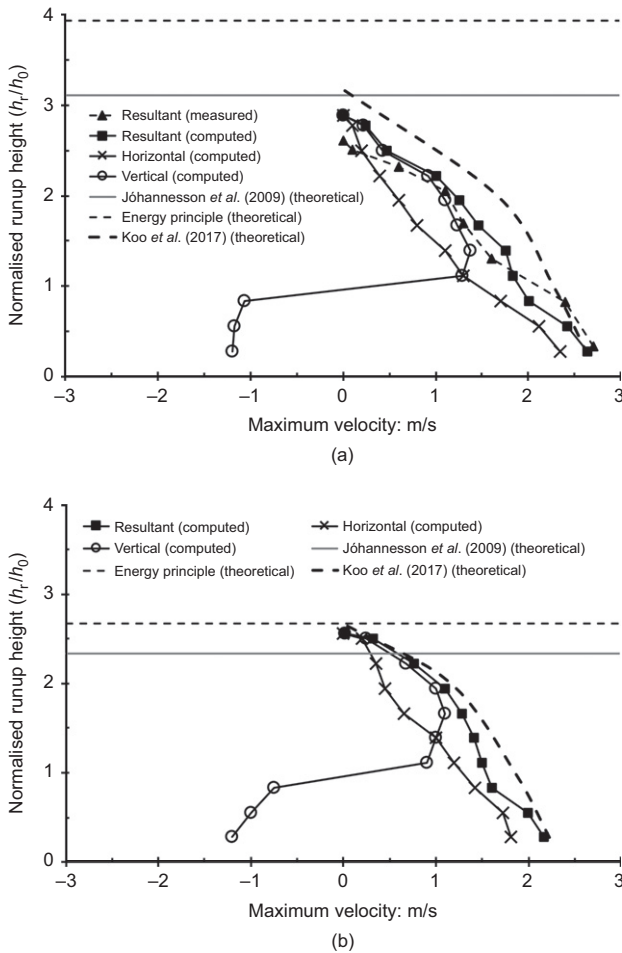 4
3
2
1
0
Normalised runup height (hr/h0)
Resultant (measured)
Resultant (computed)
Horizontal (computed)
Vertical (computed)
Jóhannesson et al. (2009) (theoretical)
Energy principle (theoretical)
Koo et al. (2017) (theoretical)
–3 –2 –1 0 1 2 3
Maximum velocity: m/s
(a)
4
3
2
1
0
Normalised runup height (hr/h0)
Resultant (computed) Horizontal (computed)
Vertical (computed) Jóhannesson et al. (2009) (theoretical)
Energy principle (theoretical) Koo et al. (2017) (theoretical)
–3 –2 –1 0 1 2 3
Maximum velocity: m/s
(b)